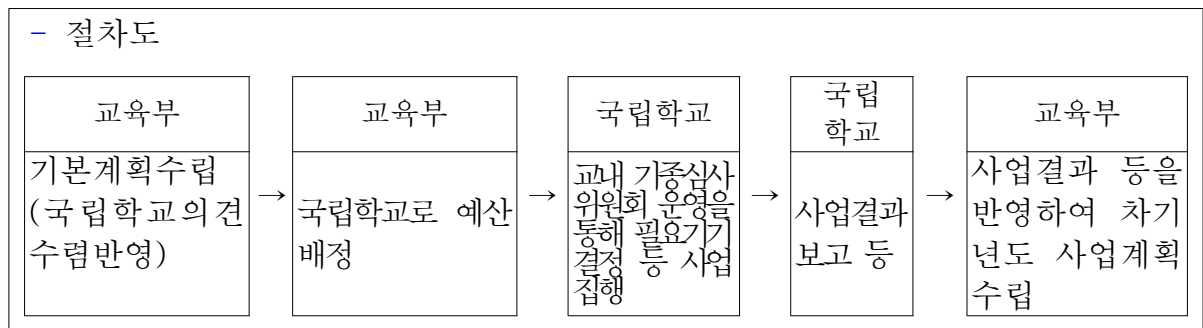 - 절차도
교육부
기본계획수립
(국립학교의견
수렴반영)
→
교육부
국립학교로 예산
배정
→
국립학교
교내 기종심사
위원회 운영을
통해 필요기기
결정 등 사업
집행
→
국립
학교
사업결과
보고 등
→
교육부
사업결과 등을
반영하여 차기
년도 사업계획
수립